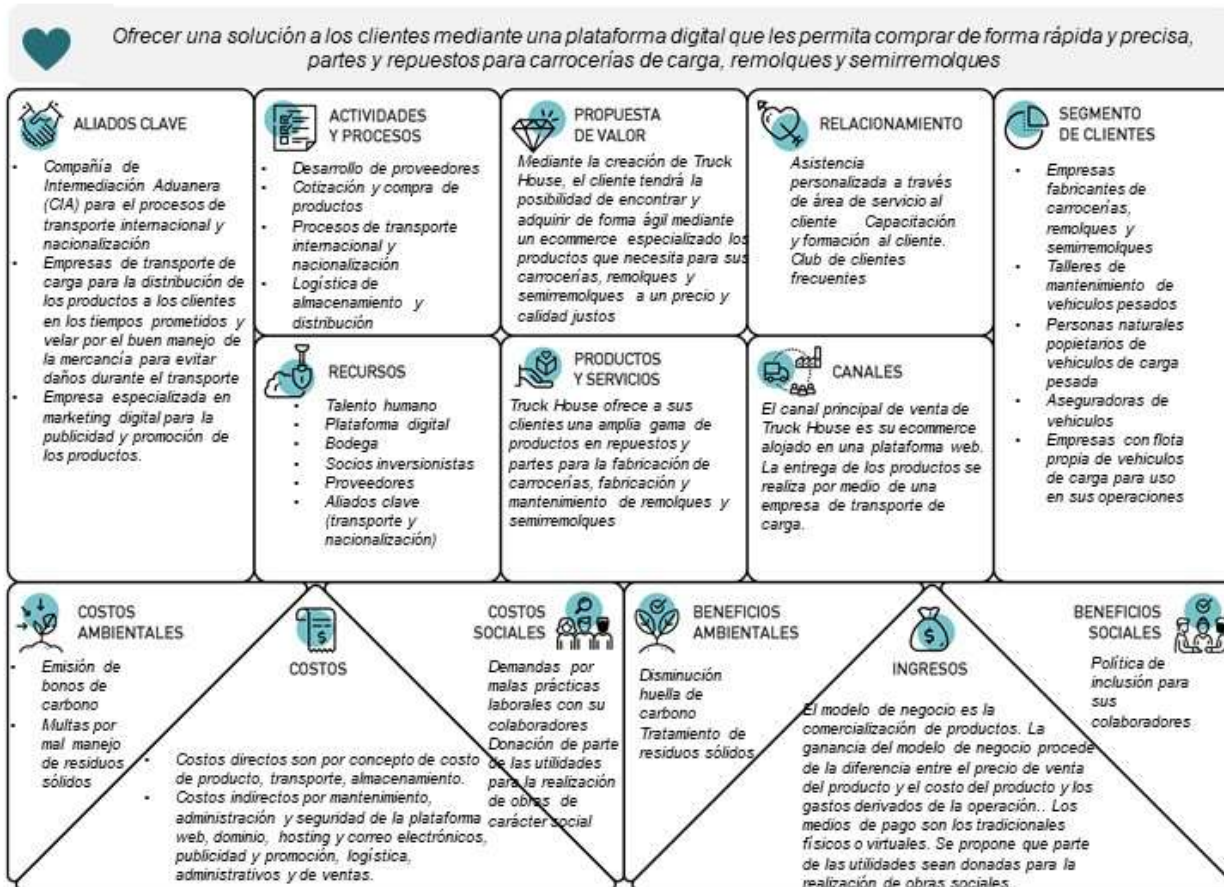 Ofrecer una solución a los clientes mediante una plataforma digital que les permita comprar de forma rápida y precisa,
partes y repuestos para carrocerías de carga, remolques y semirremolques
ALIADOS CLAVE
• Compañía de
Intermediación Aduanera
(CIA) para el procesos de
transporte internacional y
nacionalización
• Empresas de transporte de
carga para la distribución de
los productos a los clientes
en los tiempos prometidos y
velar por el buen manejo de
la mercancía para evitar
daños durante el transporte
• Empresa especializada en
marketing digital para la
publicidad y promoción de
los productos.
ACTIVIDADES
Y PROCESOS
• Desarrollo de proveedores
• Cotización y compra de
productos
• Procesos de transporte
internacional y
nacionalización
• Logística de
almacenamiento y
distribución
RECURSOS
• Talento humano
• Plataforma digital
• Bodega
• Socios inversionistas
• Proveedores
• Aliados clave
(transporte y
nacionalización)
PROPUESTA
DE VALOR
Mediante la creación de Truck
House, el cliente tendrá la
posibilidad de encontrar y
adquirir de forma ágil mediante
un ecommerce especializado los
productos que necesita para sus
carrocerías, remolques y
semirremolques a un precio y
calidad justos
PRODUCTOS
Y SERVICIOS
Truck House ofrece a sus
clientes una amplia gama de
productos en repuestos y
partes para la fabricación de
carrocerías, fabricación y
mantenimiento de remolques y
semirremolques
RELACIONAMIENTO
Asistencia
personalizada a través
de área de servicio al
cliente Capacitación
y formación al cliente.
Club de clientes
frecuentes
CANALES
El canal principal de venta de
Truck House es su ecommerce
alojado en una plataforma web.
La entrega de los productos se
realiza por medio de una
empresa de transporte de
carga.
SEGMENTO
DE CLIENTES
• Empresas
fabricantes de
carrocerías,
remolques y
semirremolques
• Talleres de
mantenimiento de
vehiculos pesados
• Personas naturales
popietarios de
vehiculos de carga
pesada
• Aseguradoras de
vehiculos
• Empresas con flota
propia de vehiculos
de carga para uso
en sus operaciones
COSTOS
AMBIENTALES
• Emisión de
bonos de
carbono
• Multas por
mal manejo
de residuos
sólidos
COSTOS
• Costos directos son por concepto de costo
de producto, transporte, almacenamiento.
• Costos indirectos por mantenimiento,
administración y seguridad de la plataforma
web, dominio, hosting y correo electrónicos,
publicidad y promoción, logística,
administrativos y de ventas.
COSTOS
SOCIALES
Demandas por
malas prácticas
laborales con su
colaboradores
Donación de parte
de las utilidades
para la realización
de obras de
carácter social
BENEFICIOS
AMBIENTALES
Disminución
huella de
carbono
Tratamiento de
residuos sólidos
INGRESOS
El modelo de negocio es la
comercialización de productos. La
ganancia del modelo de negocio procede
de la diferencia entre el precio de venta
del producto y el costo del producto y los
gastos derivados de la operación.. Los
medios de pago son los tradicionales
físicos o virtuales. Se propone que parte
de las utilidades sean donadas para la
realización de obras sociales
BENEFICIOS
SOCIALES
Política de
inclusión para
sus
colaboradores